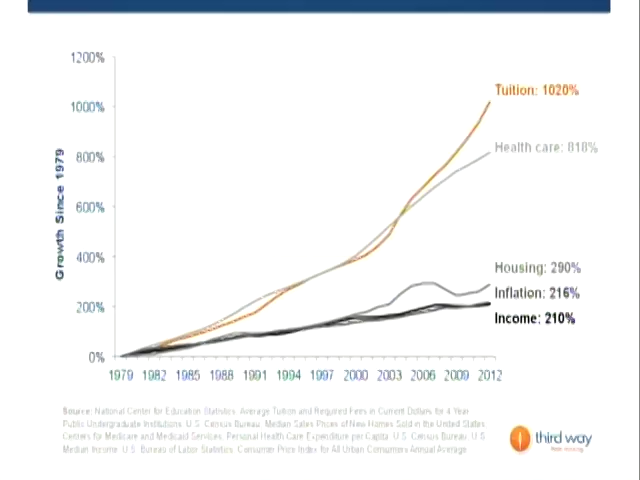 1200%
1000%
800%
600%
400%
200%
0%
Growth Since 1979
Tuition: 1020%
Health care: 818%
Housing: 290%
Inflation: 216%
Income: 210%
1979 1982 1985 1988 1991 1994 1997 2000 2003 2006 2009 2012
Source: National Center for Education Statistics. Average Tuition and Required Fees in Current Dollars for 4 Year
Public Undergraduate Institutions. U.S. Census Bureau. Median Sales Prices of New Homes Sold in the United States.
Centers for Medicare and Medicaid Services. Personal Health Care Expenditure per Capita. U.S. Census Bureau. U.S.
Median Income. U.S. Bureau of Labor Statistics. Consumer Price Index for All Urban Consumers Annual Average.
third way